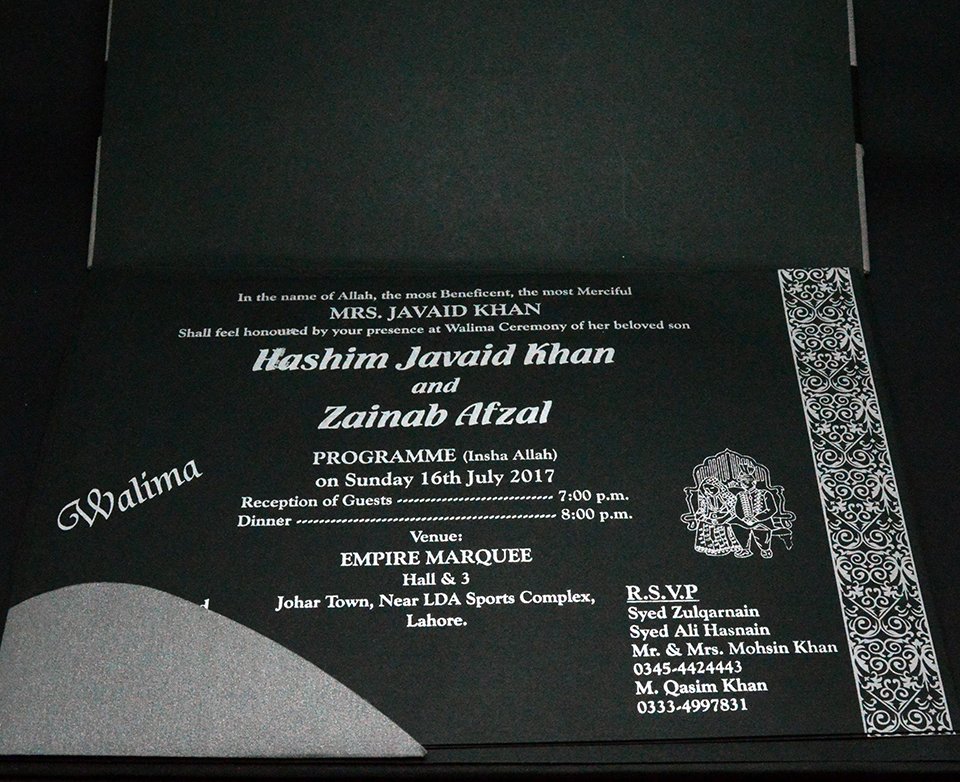 In the name of Allah, the most Beneficent, the most Merciful
MRS. JAVAID KHAN
Shall feel honoured by your presence at Walima Ceremony of her beloved son
Hashim Javaid Khan
and
Zainab Afzal
PROGRAMME (Insha Allah)
on Sunday 16th July 2017
Reception of Guests ---------------------------- 7:00 p.m.
Dinner ----------------------------------------------- 8:00 p.m.
Venue:
EMPIRE MARQUEE
Hall & 3
Johar Town, Near LDA Sports Complex,
Lahore.
Walima
R.S.V.P
Syed Zulqarnain
Syed Ali Hasnain
Mr. & Mrs. Mohsin Khan
0345-4424443
M. Qasim Khan
0333-4997831